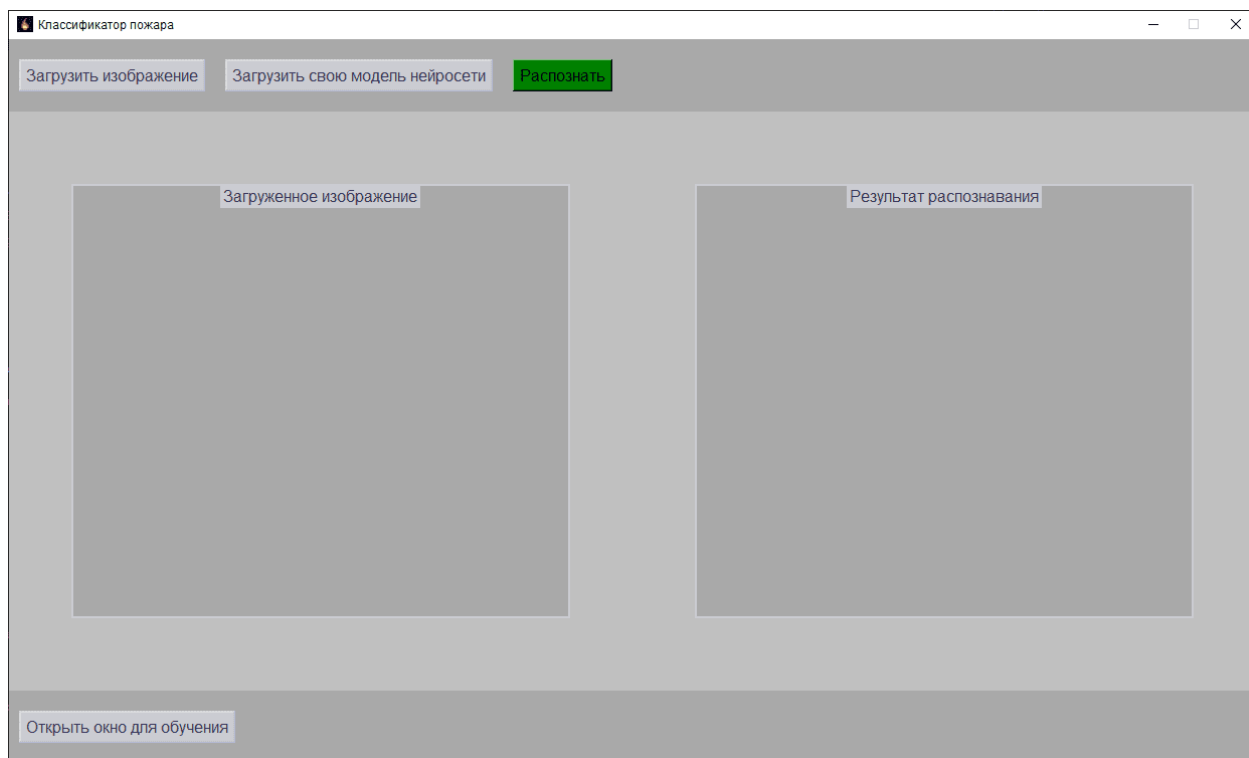 Классификатор пожара
Загрузить изображение
Загрузить свою модель нейросети
Распознать
Загруженное изображение
Результат распознавания
Открыть окно для обучения